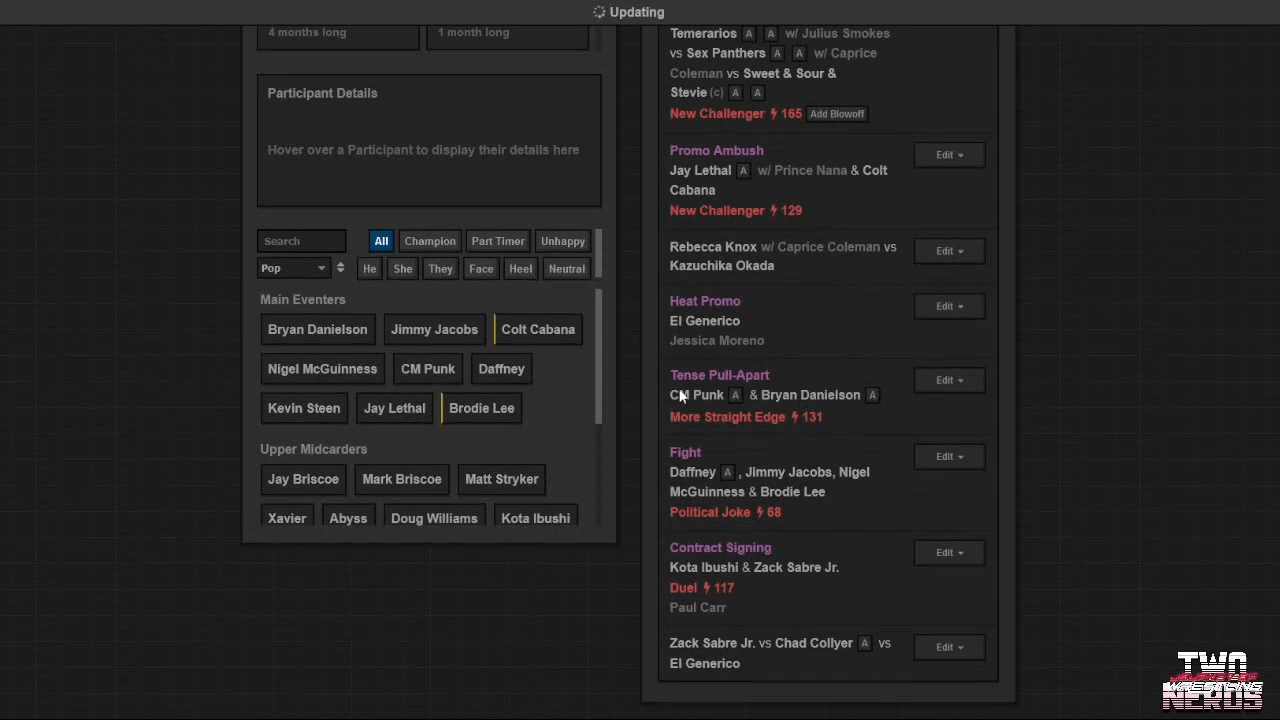 Updating
4 months long
1 month long
Participant Details
Hover over a Participant to display their details here
Search
All
Champion
Part Timer
Unhappy
Pop
He
She
They
Face
Heel
Neutral
Main Eventers
Bryan Danielson
Jimmy Jacobs
Colt Cabana
Nigel McGuinness
CM Punk
Daffney
Kevin Steen
Jay Lethal
Brodie Lee
Upper Midcarders
Jay Briscoe
Mark Briscoe
Matt Stryker
Xavier
Abyss
Doug Williams
Kota Ibushi
Temerarios A A w/ Julius Smokes
vs Sex Panthers A A w/ Caprice
Coleman vs Sweet & Sour &
Stevie (c) A A
New Challenger 165 Add Blowoff
Promo Ambush
Edit
Jay Lethal A w/ Prince Nana & Colt
Cabana
New Challenger 129
Rebecca Knox w/ Caprice Coleman vs
Kazuchika Okada
Edit
Heat Promo
Edit
El Generico
Jessica Moreno
Tense Pull-Apart
Edit
CM Punk A & Bryan Danielson A
More Straight Edge 131
Fight
Edit
Daffney A , Jimmy Jacobs, Nigel
McGuinness & Brodie Lee
Political Joke 68
Contract Signing
Edit
Kota Ibushi & Zack Sabre Jr.
Duel 117
Paul Carr
Zack Sabre Jr. vs Chad Collyer A vs
El Generico
Edit
TWO
WRESTLING
NERDS